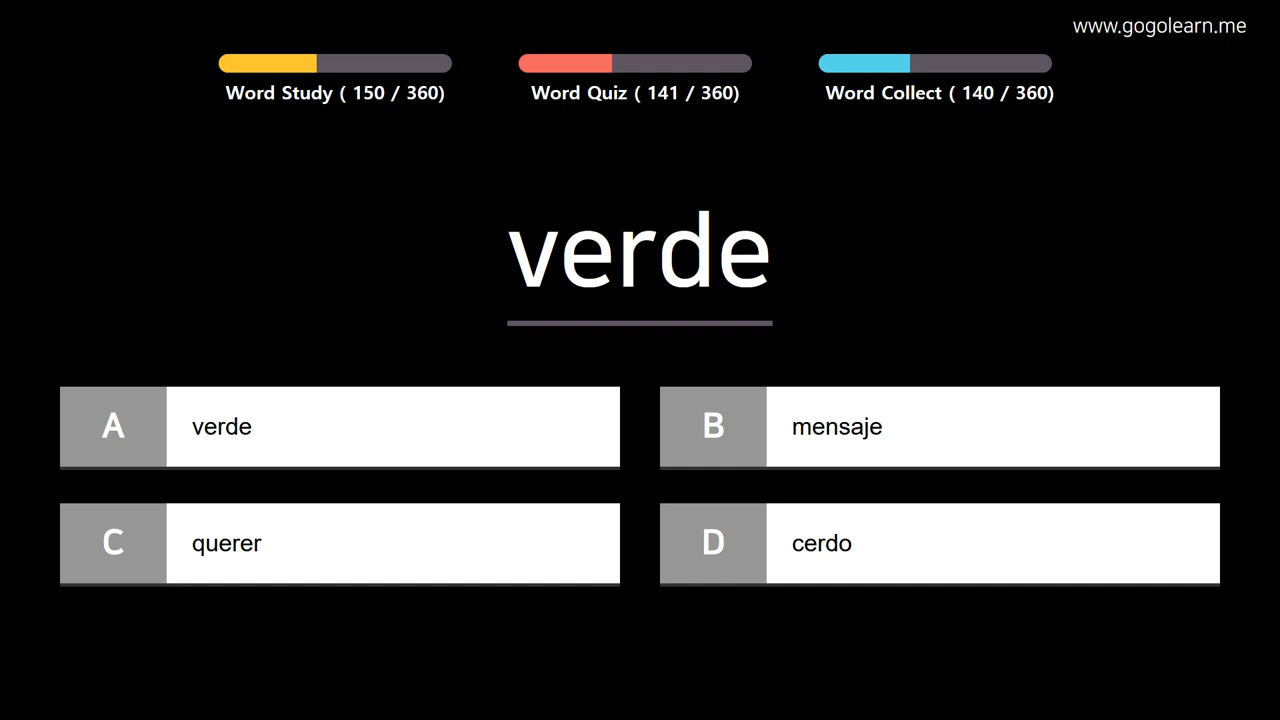 www.gogolearn.me
Word Study ( 150 / 360)
Word Quiz ( 141 / 360)
Word Collect ( 140 / 360)
verde
A verde
B mensaje
C querer
D cerdo